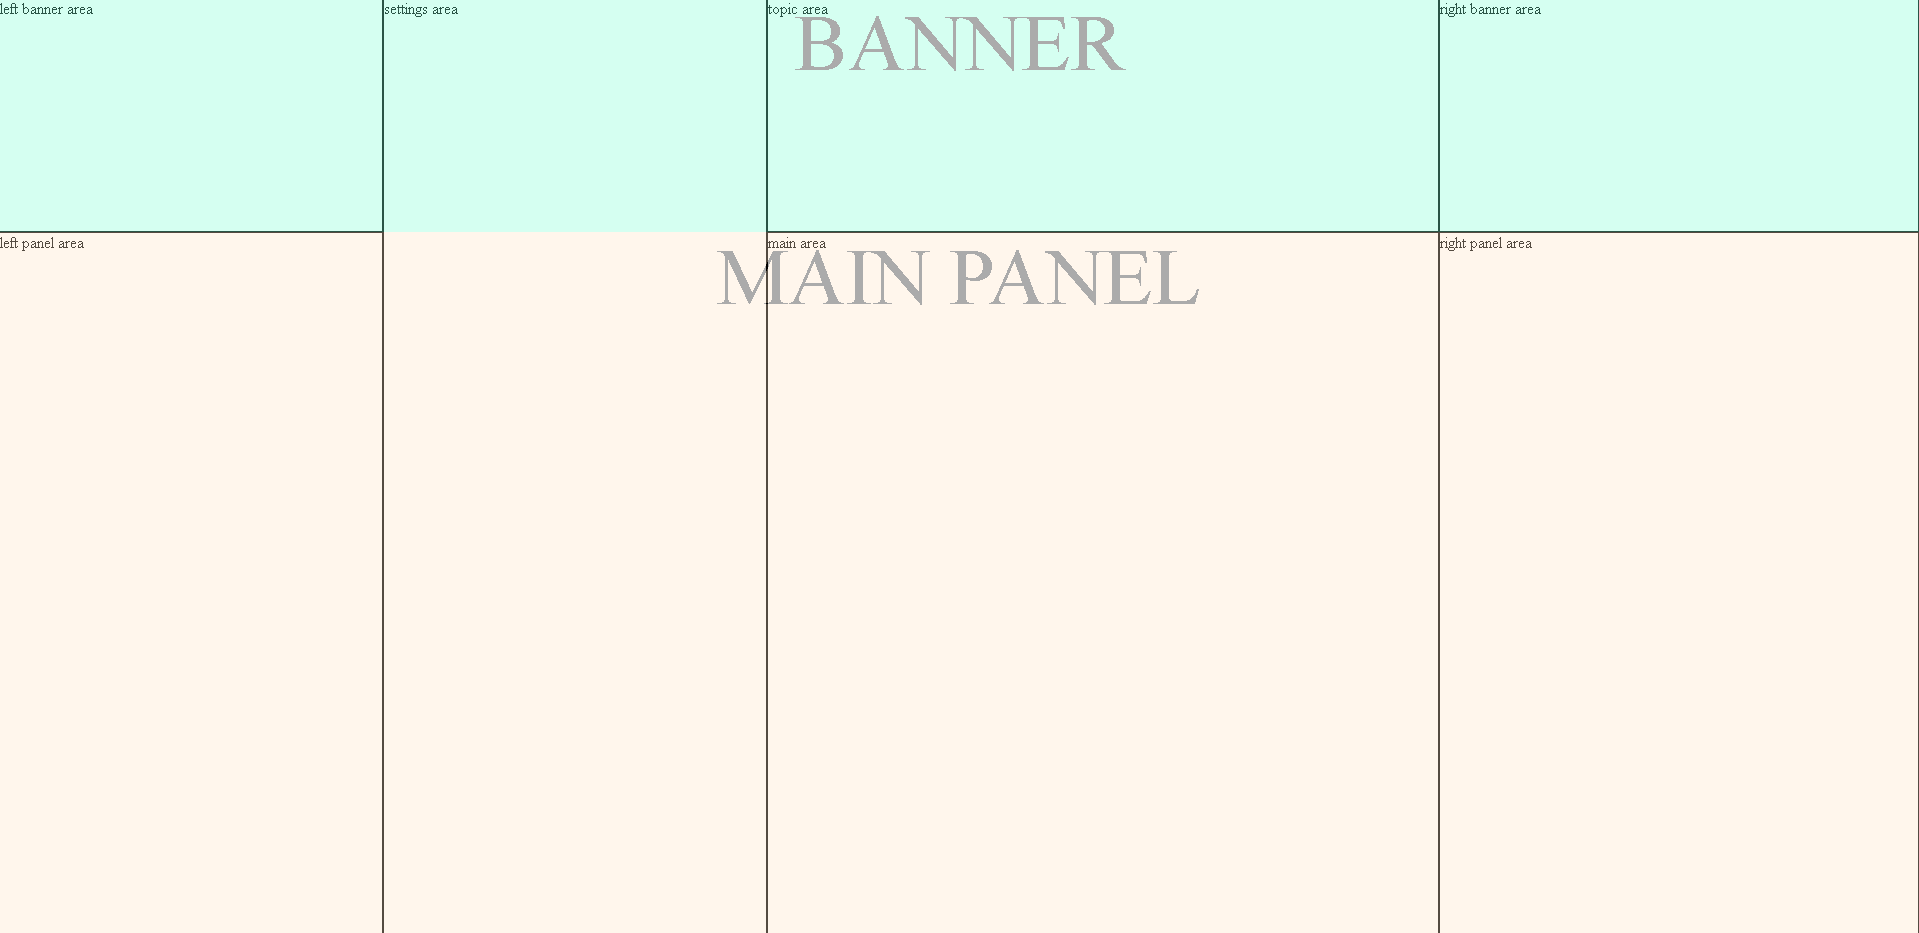 left banner area
settings area
topic area
right banner area
BANNER
left panel area
main area
right panel area
MAIN PANEL